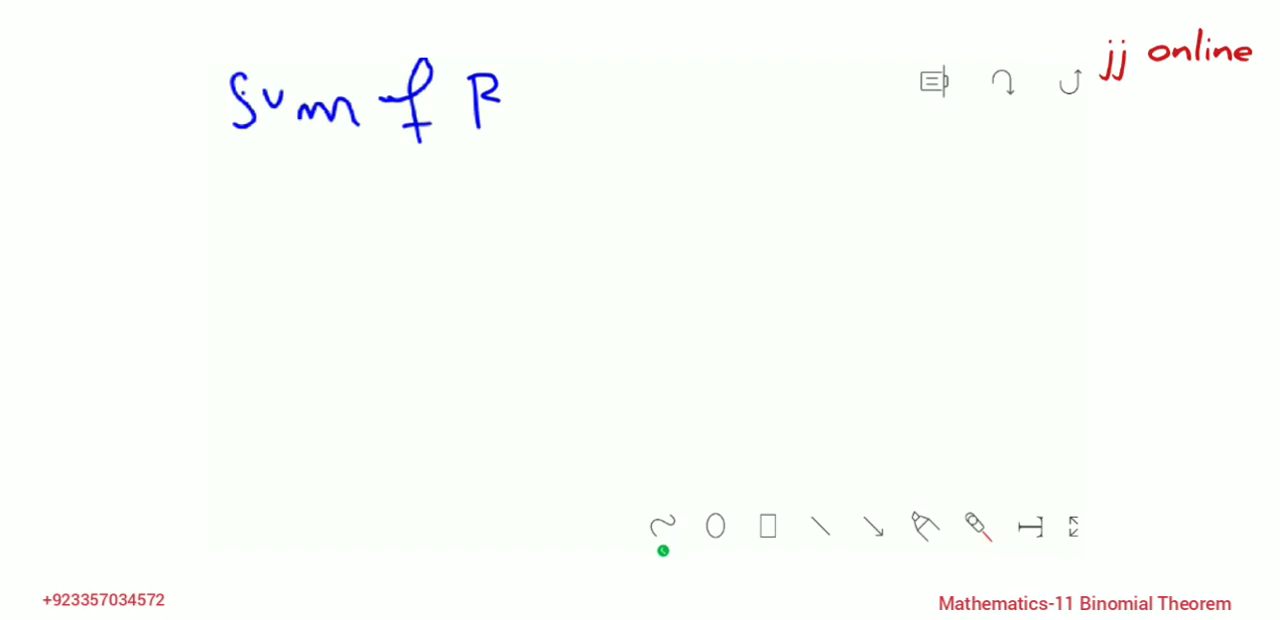 Sum of B
jj online
+923357034572
Mathematics-11 Binomial Theorem